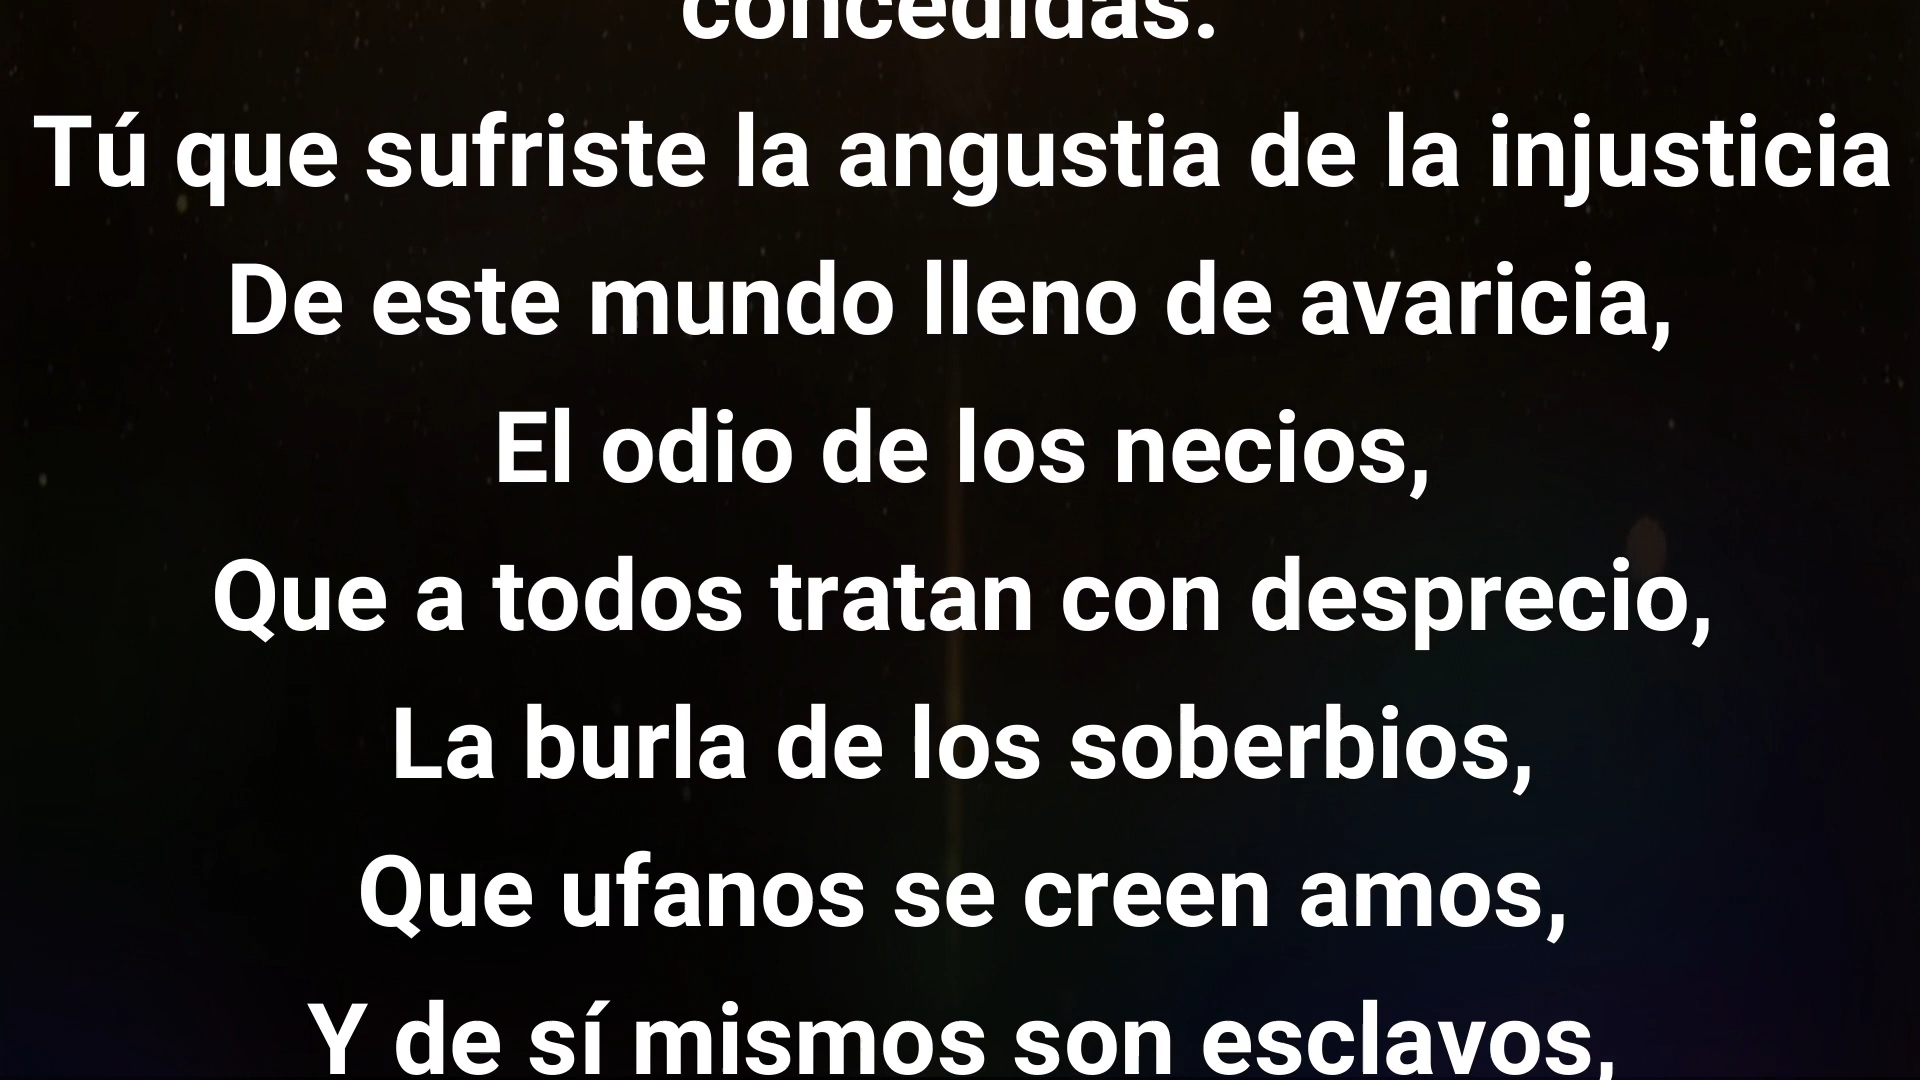 concedidas.
Tú que sufriste la angustia de la injusticia
De este mundo lleno de avaricia,
El odio de los necios,
Que a todos tratan con desprecio,
La burla de los soberbios,
Que ufanos se creen amos,
Y de sí mismos son esclavos,